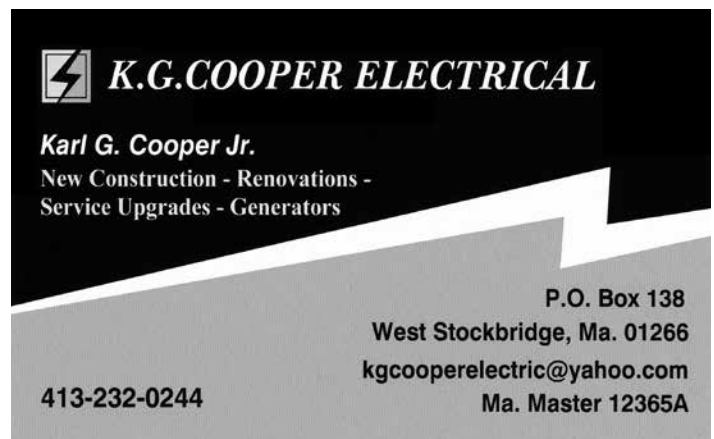 K.G.COOPER ELECTRICAL
Karl G. Cooper Jr.
New Construction - Renovations -
Service Upgrades - Generators
P.O. Box 138
West Stockbridge, Ma. 01266
kgcooperelectric@yahoo.com
413-232-0244
Ma. Master 12365A